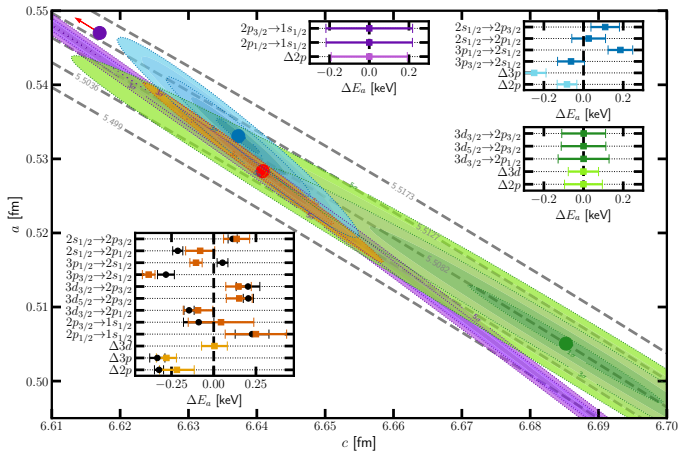 0.55
0.54
0.53
0.52
0.51
0.50
a [fm]
6.61
6.62
6.63
6.64
6.65
6.66
6.67
6.68
6.69
6.70
c [fm]
5.5036
5.499
5.5173
5.5127
5.5082
2p3/2→1s1/2
2p1/2→1s1/2
Δ2p
−0.2
0.0
0.2
ΔEa [keV]
2s1/2→2p3/2
2s1/2→2p1/2
3p1/2→2s1/2
3p3/2→2s1/2
Δ3p
Δ2p
−0.2
0.0
0.2
ΔEa [keV]
3d3/2→2p3/2
3d5/2→2p3/2
3d3/2→2p1/2
Δ3d
Δ2p
−0.2
0.0
0.2
ΔEa [keV]
2s1/2→2p3/2
2s1/2→2p1/2
3p1/2→2s1/2
3p3/2→2s1/2
3d3/2→2p3/2
3d5/2→2p3/2
3d3/2→2p1/2
2p3/2→1s1/2
2p1/2→1s1/2
Δ3d
Δ3p
Δ2p
−0.25
0.00
0.25
ΔEa [keV]